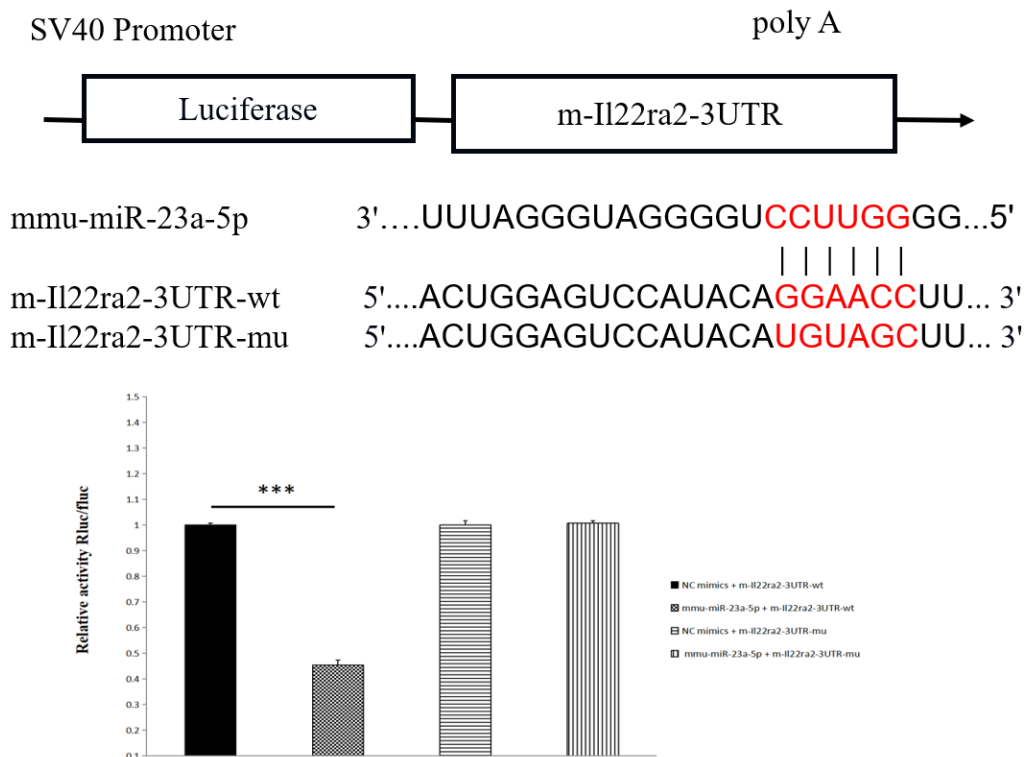 SV40 Promoter
poly A
Luciferase
m-Il22ra2-3UTR
mmu-miR-23a-5p 3'....UUUAGGGUAGGGGUCCUUGGGG...5'
m-Il22ra2-3UTR-wt 5'....ACUGGAGUCCAUACAGGAACCUU... 3'
m-Il22ra2-3UTR-mu 5'....ACUGGAGUCCAUACAUGUAGCUU... 3'
Relative activity Rluc/fluc
1.5
1.4
1.3
1.2
1.1
1
0.9
0.8
0.7
0.6
0.5
0.4
0.3
0.2
0.1
***
NC mimics + m-Il22ra2-3UTR-wt
mmu-miR-23a-5p + m-Il22ra2-3UTR-wt
NC mimics + m-Il22ra2-3UTR-mu
mmu-miR-23a-5p + m-Il22ra2-3UTR-mu